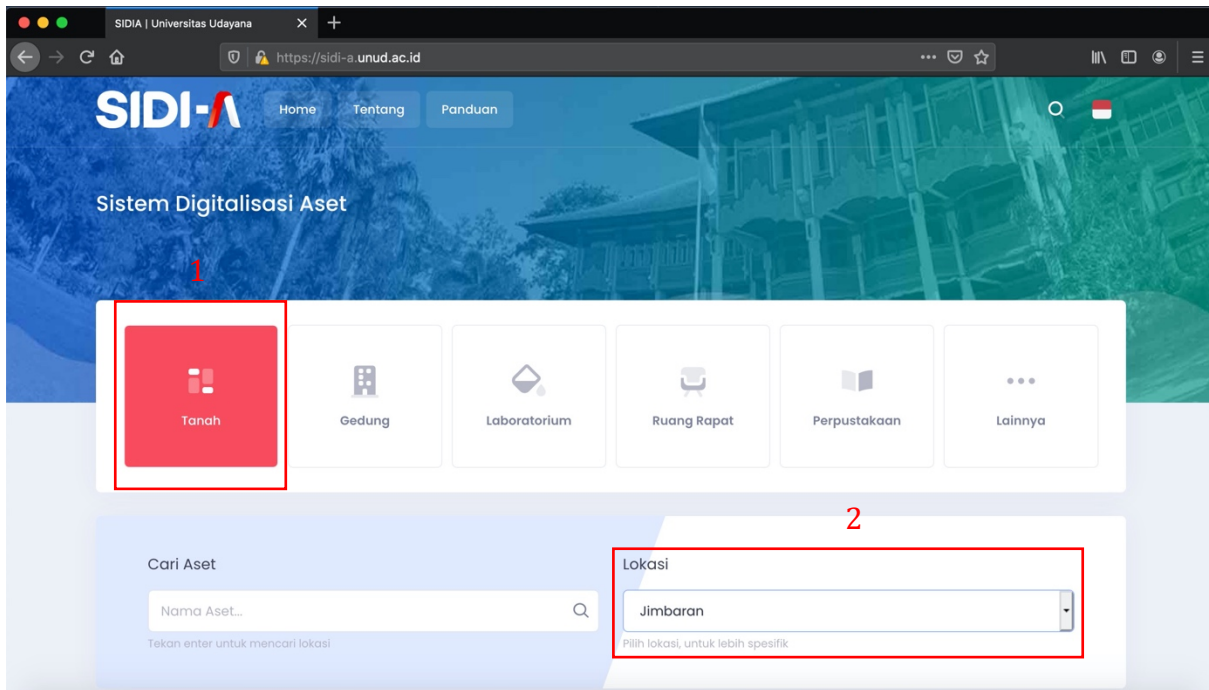 SIDIA | Universitas Udayana
https://sidi-a.unud.ac.id
SIDI-A
Home
Tentang
Panduan
Sistem Digitalisasi Aset
1
Tanah
Gedung
Laboratorium
Ruang Rapat
Perpustakaan
Lainnya
2
Cari Aset
Lokasi
Nama Aset...
Jimbaran
Tekan enter untuk mencari lokasi
Pilih lokasi, untuk lebih spesifik